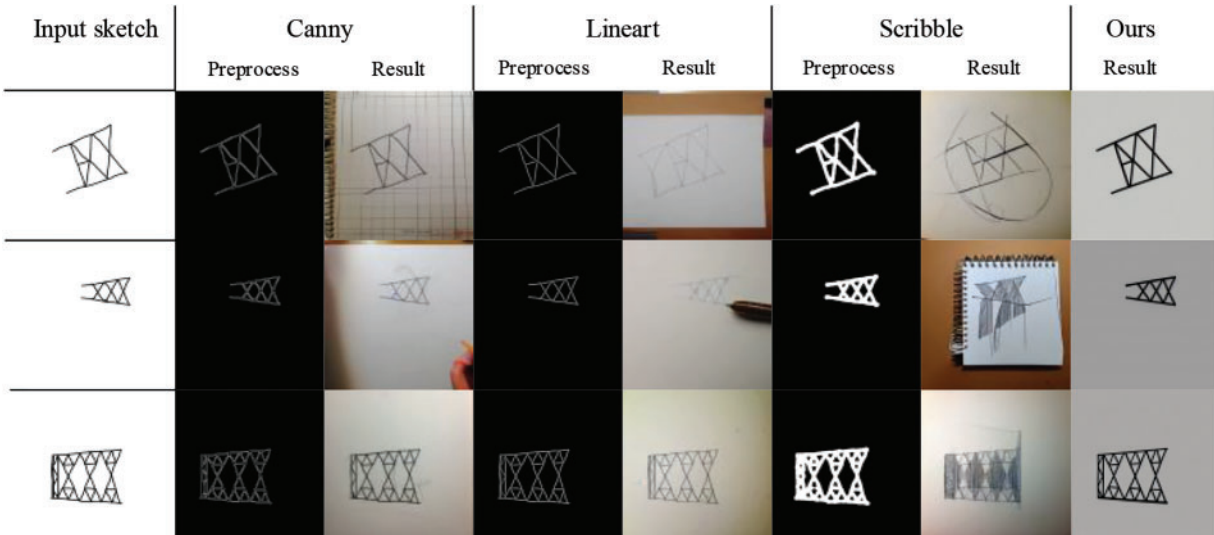 Input sketch Canny Lineart Scribble Ours
Preprocess Result Preprocess Result Preprocess Result Result